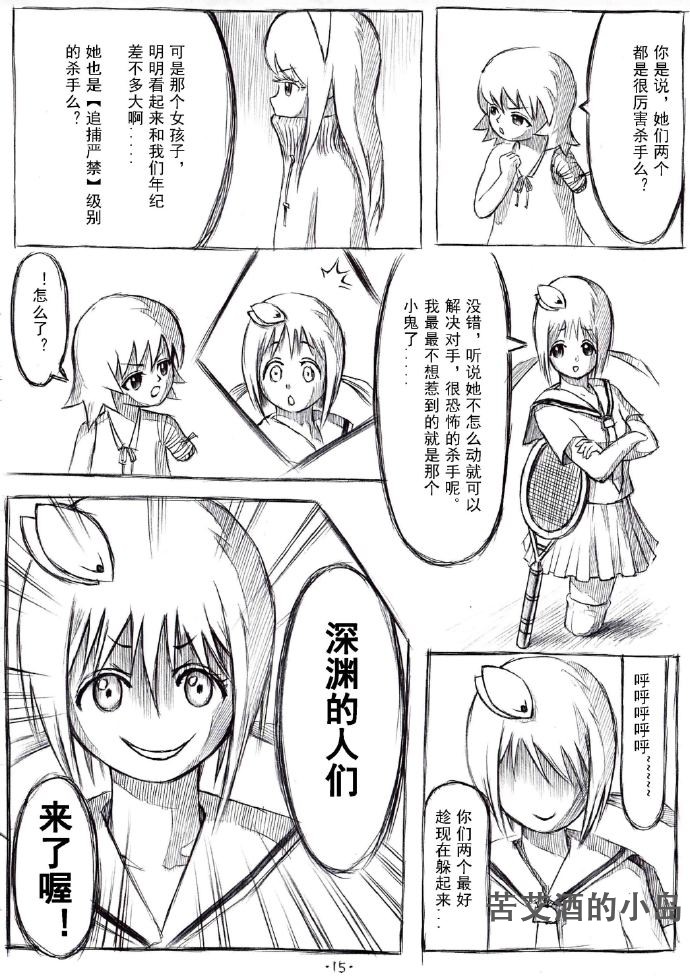 你是说，她们两个
都是很厉害杀手么？
可是那个女孩子，
明明看起来和我们年纪
差不多大啊．．．．．
她也是【追捕严禁】级别
的杀手么？
没错，听说她不怎么动就可以
解决对手，很恐怖的杀手呢。
我最最不想惹到的就是那个
小鬼了．．．．．
！怎么了？
呼呼呼呼呼~~~~~
你们两个最好
趁现在躲起来．．．
深渊的人们
来了喔！
苦艾酒的小岛
·15·